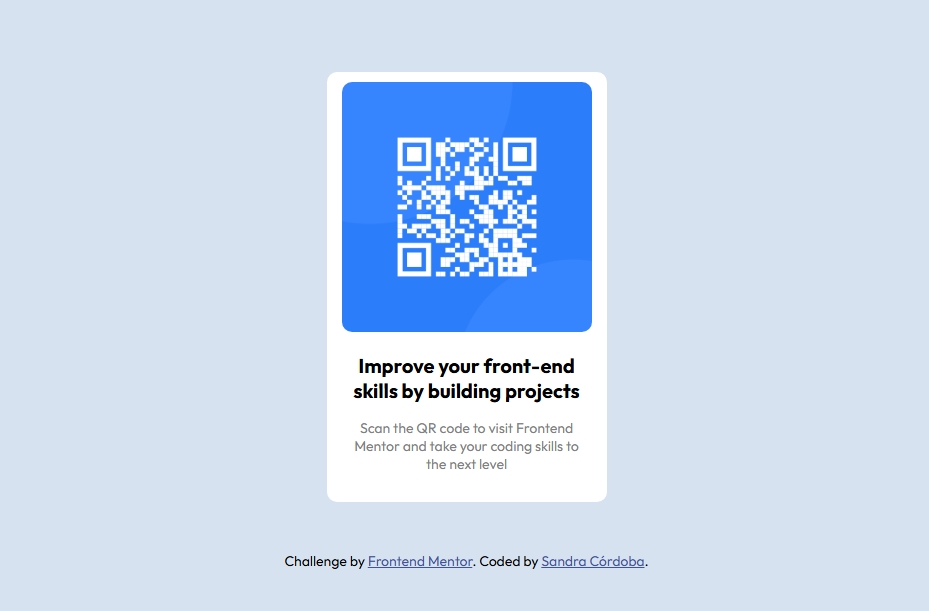 Improve your front-end
skills by building projects
Scan the QR code to visit Frontend
Mentor and take your coding skills to
the next level
Challenge by Frontend Mentor. Coded by Sandra Córdoba.